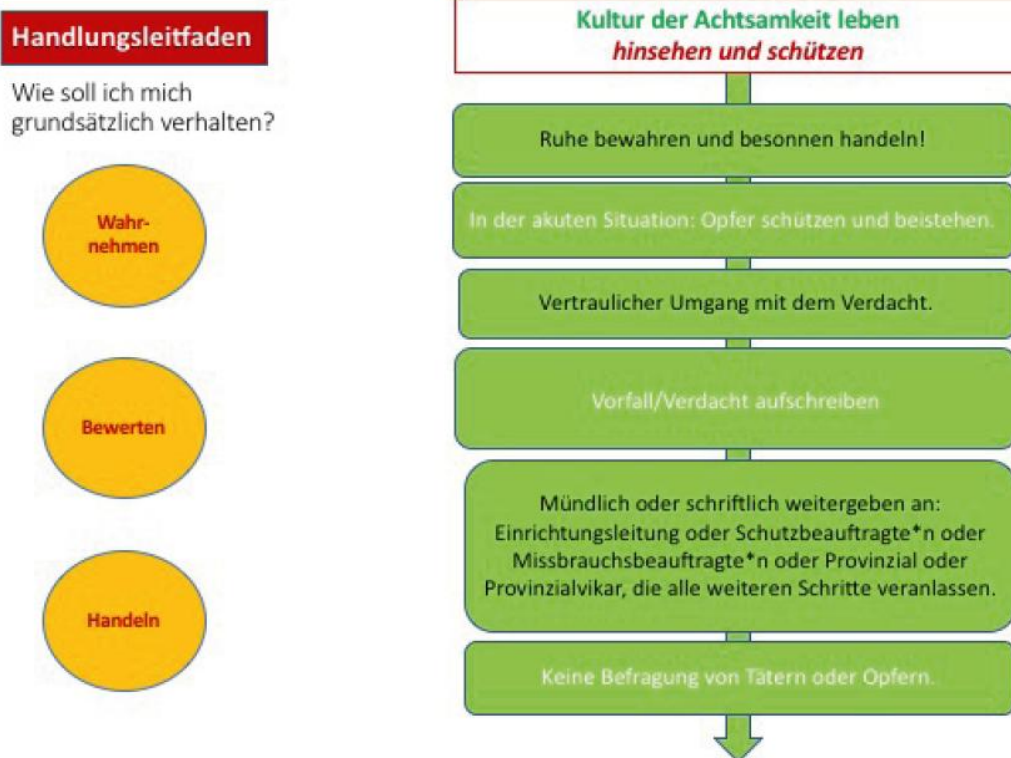 Handlungsleitfaden
Wie soll ich mich
grundsätzlich verhalten?
Wahr-
nehmen
Bewerten
Handeln
Kultur der Achtsamkeit leben
hinsehen und schützen
Ruhe bewahren und besonnen handeln!
In der akuten Situation: Opfer schützen und beistehen.
Vertraulicher Umgang mit dem Verdacht.
Vorfall/Verdacht aufschreiben
Mündlich oder schriftlich weitergeben an:
Einrichtungsleitung oder Schutzbeauftragte*n oder
Missbrauchsbeauftragte*n oder Provinzial oder
Provinzialvikar, die alle weiteren Schritte veranlassen.
Keine Befragung von Tätern oder Opfern.